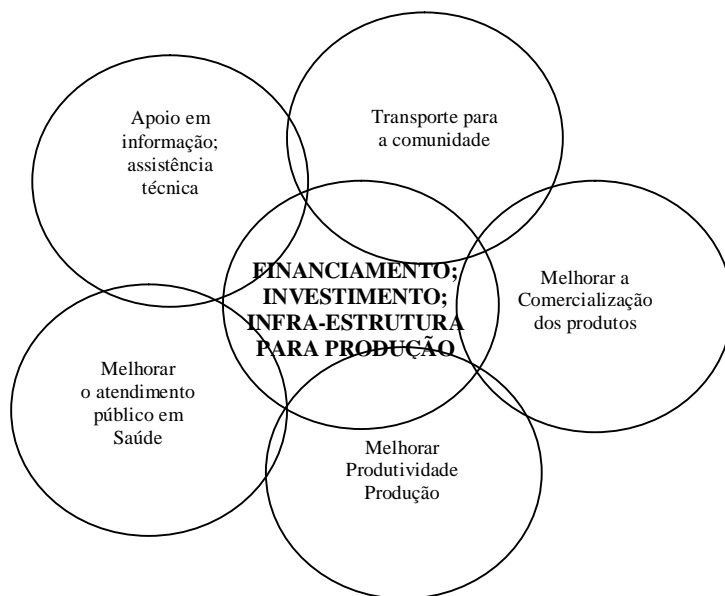 Apoio em
informação;
assistência
técnica
Transporte para
a comunidade
FINANCIAMENTO;
INVESTIMENTO;
INFRA-ESTRUTURA
PARA PRODUÇÃO
Melhorar a
Comercialização
dos produtos
Melhorar
o atendimento
público em
Saúde
Melhorar
Produtividade
Produção